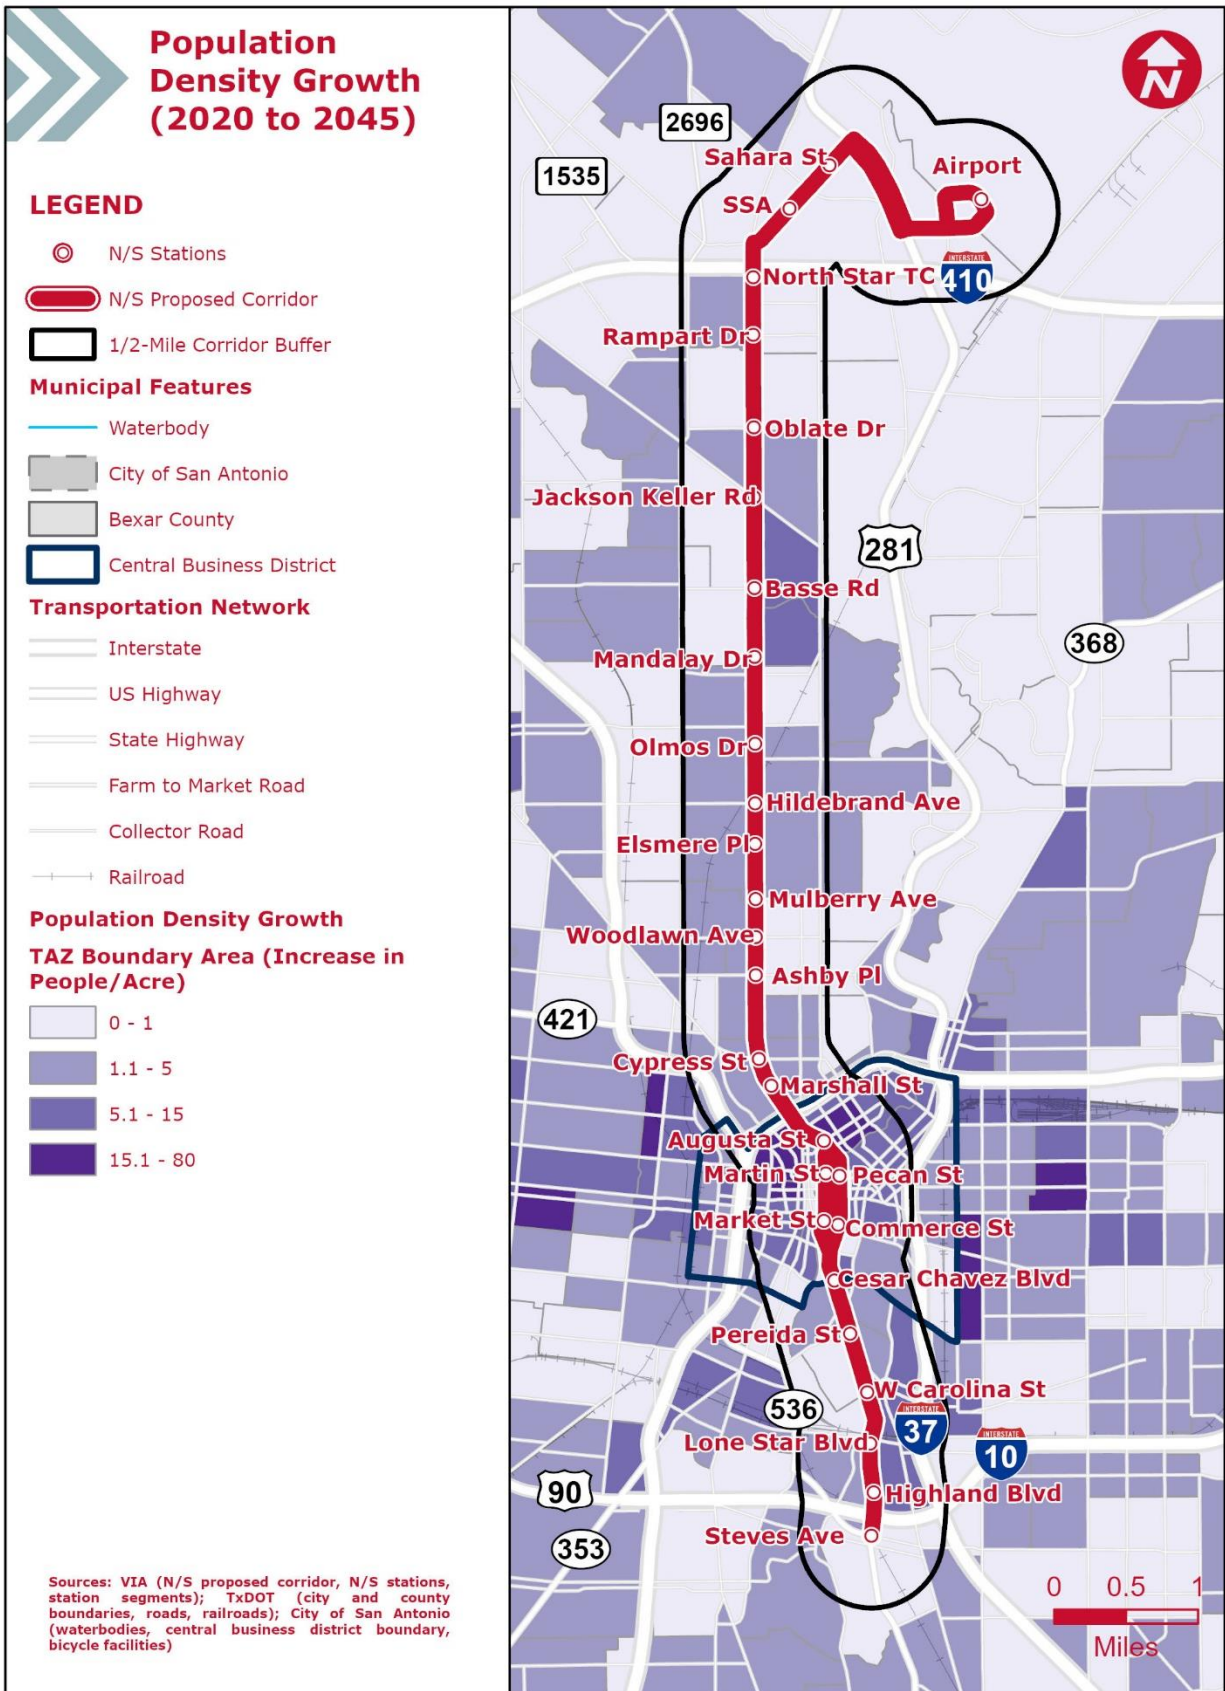 Population
Density Growth
(2020 to 2045)
LEGEND
N/S Stations
N/S Proposed Corridor
1/2-Mile Corridor Buffer
Municipal Features
Waterbody
City of San Antonio
Bexar County
Central Business District
Transportation Network
Interstate
US Highway
State Highway
Farm to Market Road
Collector Road
Railroad
Population Density Growth
TAZ Boundary Area (Increase in
People/Acre)
0 - 1
1.1 - 5
5.1 - 15
15.1 - 80
Sources: VIA (N/S proposed corridor, N/S stations,
station segments); TxDOT (city and county
boundaries, roads, railroads); City of San Antonio
(waterbodies, central business district boundary,
bicycle facilities)
N
2696
1535
Sahara St
Airport
SSA
North Star TC
INTERSTATE
410
Rampart Dr
Oblate Dr
Jackson Keller Rd
281
Basse Rd
368
Mandalay Dr
Olmos Dr
Hildebrand Ave
Elsmere Pl
Mulberry Ave
Woodlawn Ave
Ashby Pl
421
Cypress St
Marshall St
Augusta St
Martin St
Pecan St
Market St
Commerce St
Cesar Chavez Blvd
Pereida St
W Carolina St
536
INTERSTATE
37
Lone Star Blvd
INTERSTATE
10
90
Highland Blvd
Steves Ave
353
0 0.5 1
Miles